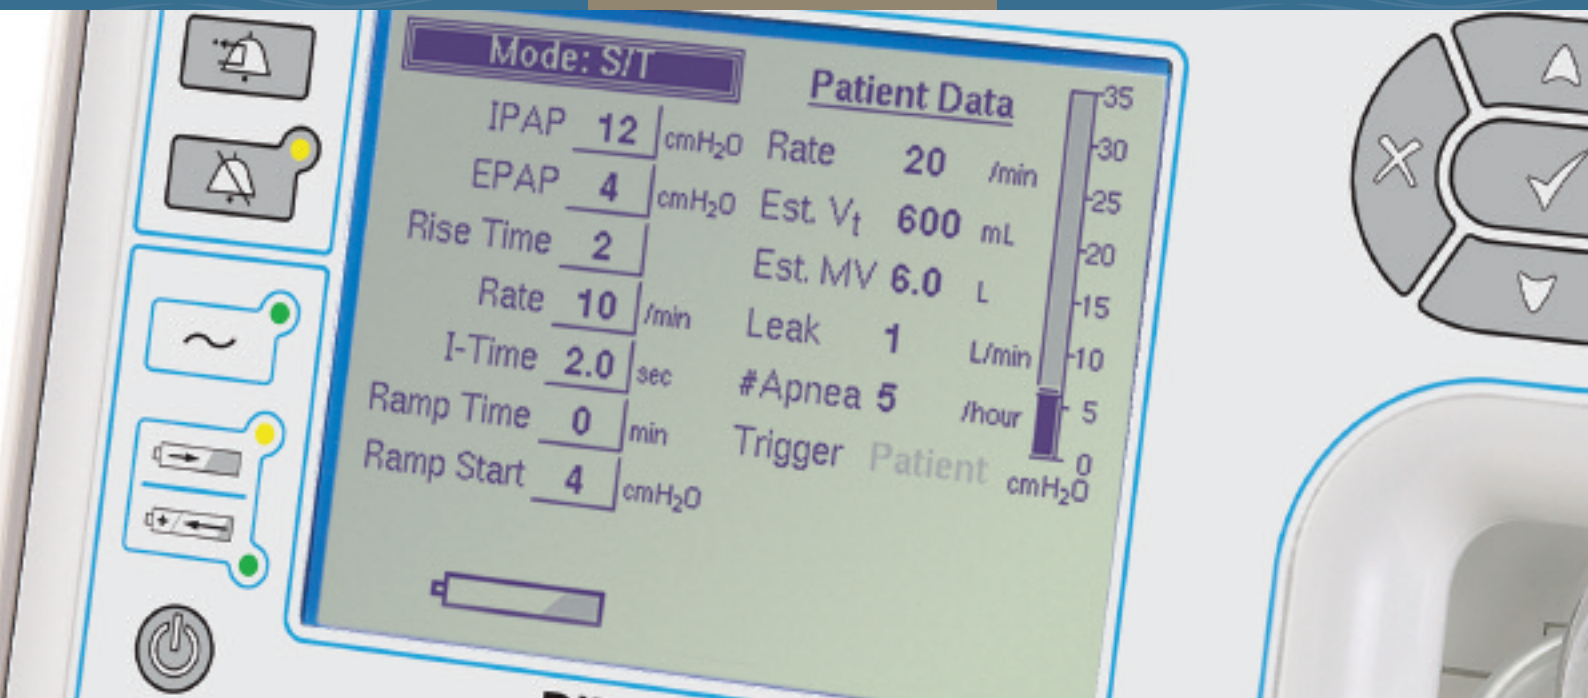 Mode: S/T
IPAP 12 cmH₂O
EPAP 4 cmH₂O
Rise Time 2
Rate 10 /min
I-Time 2.0 sec
Ramp Time 0 min
Ramp Start 4 cmH₂O
Patient Data
Rate 20 /min
Est. Vt 600 mL
Est. MV 6.0 L
Leak 1 L/min
#Apnea 5 /hour
Trigger Patient
35
30
25
20
15
10
5
0
cmH₂O